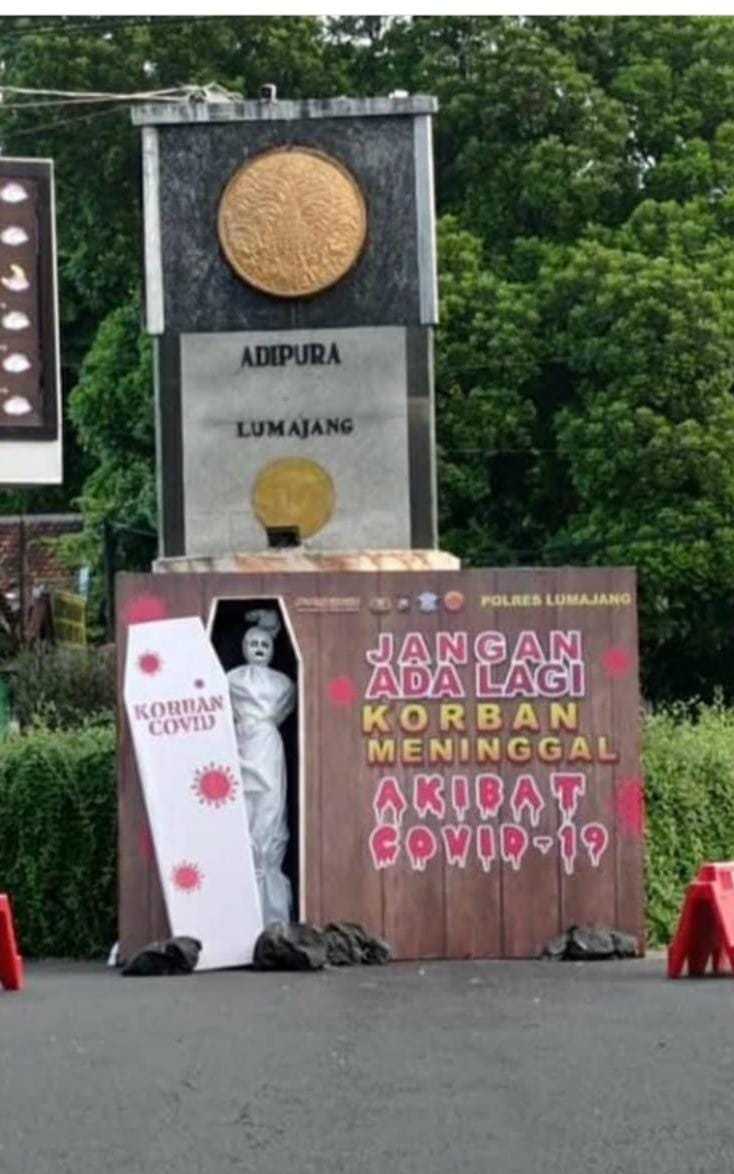 ADIPURA
LUMAJANG
POLRES LUMAJANG
KORBAN
COVID
JANGAN
ADA LAGI
KORBAN
MENINGGAL
AKIBAT
COVID-19